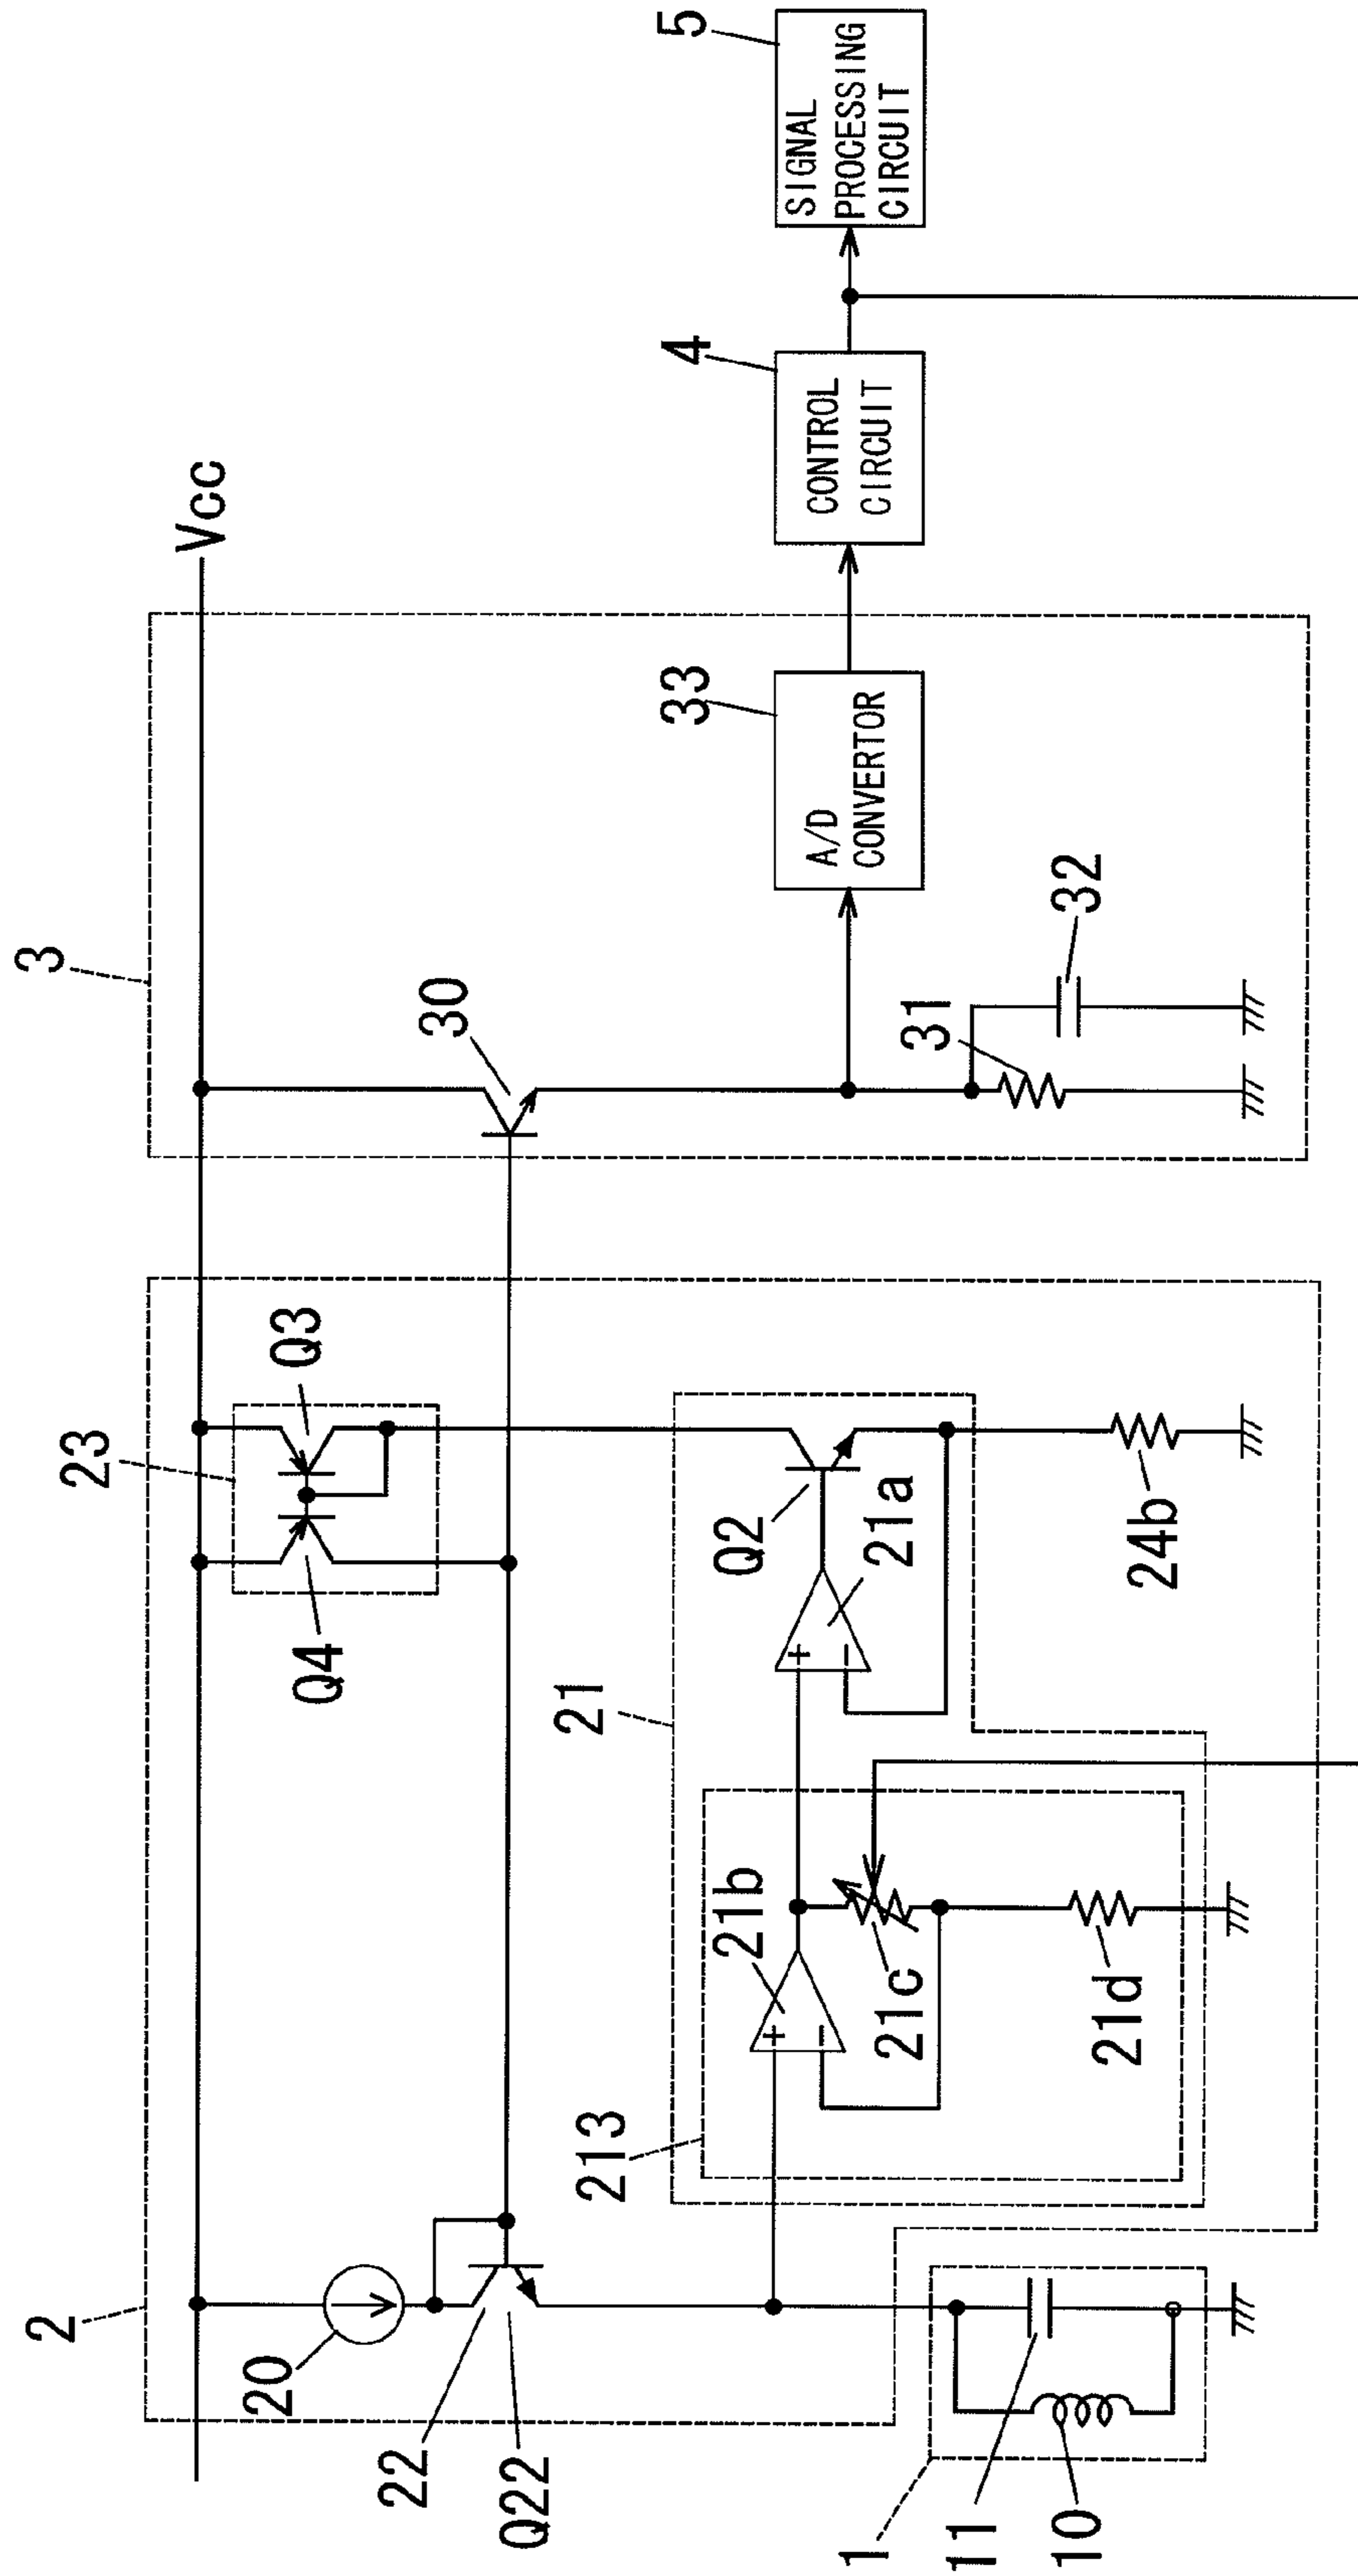 Vcc
3
30
33
A/D
CONVERTOR
31
32
4
CONTROL
CIRCUIT
5
SIGNAL
PROCESSING
CIRCUIT
2
20
22
Q22
23
Q3
Q4
21
213
21b
+
−
21c
21d
Q2
21a
+
−
24b
1
11
10